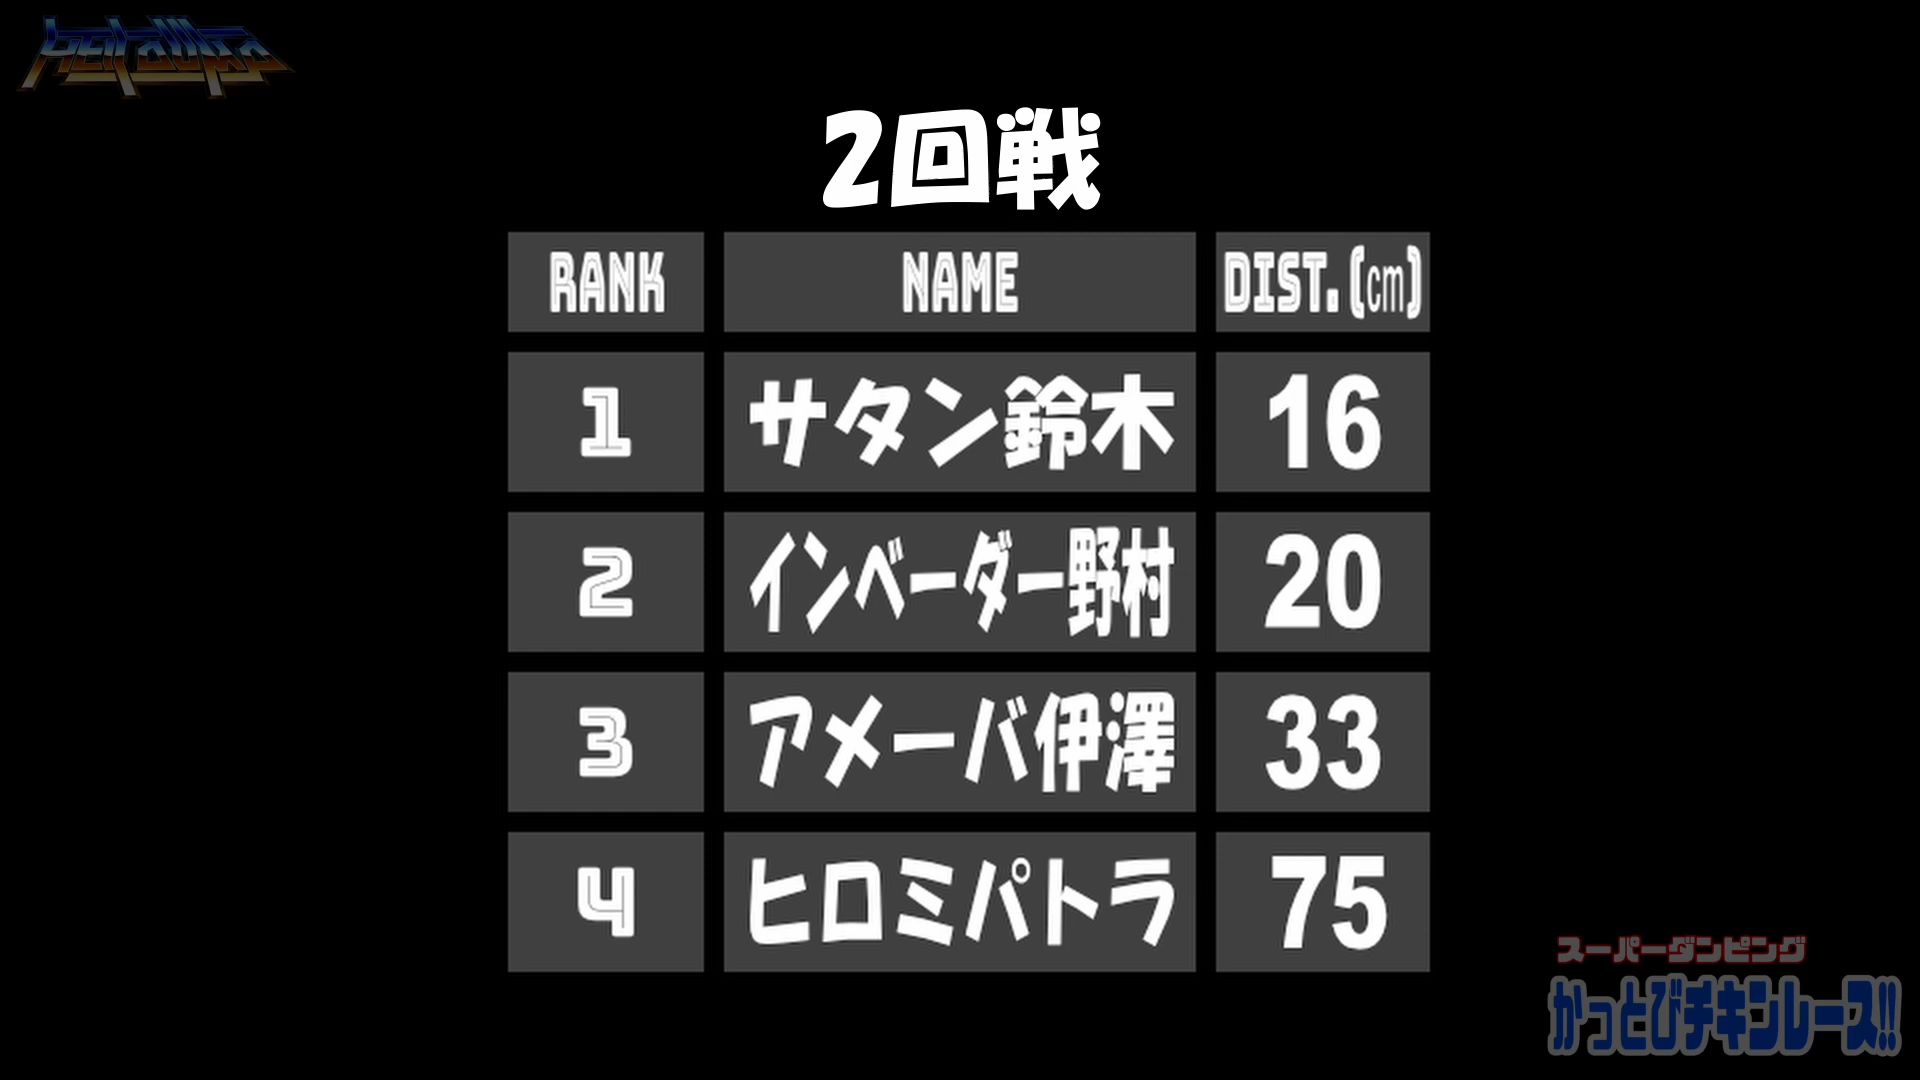 2回戦
RANK NAME DIST.(cm)
1 サタン鈴木 16
2 インベーダー野村 20
3 アメーバ伊澤 33
4 ヒロミパトラ 75
スーパーダンピング
かっとびチキンレース!!